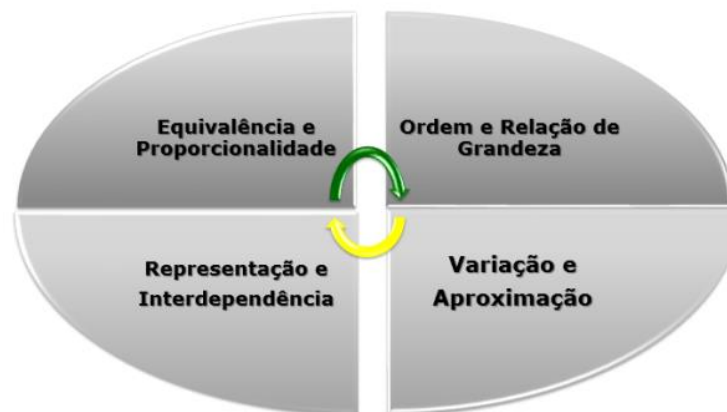 Equivalência e
Proporcionalidade
Ordem e Relação de
Grandeza
Representação e
Interdependência
Variação e
Aproximação